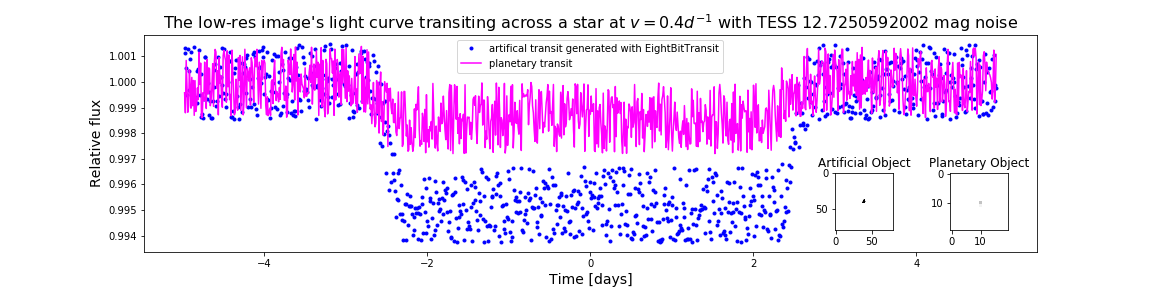 The low-res image's light curve transiting across a star at v = 0.4d⁻¹ with TESS 12.7250592002 mag noise
artifical transit generated with EightBitTransit
planetary transit
Relative flux
1.001
1.000
0.999
0.998
0.997
0.996
0.995
0.994
Artificial Object
0
50
0 50
Planetary Object
0
10
0 10
−4 −2 0 2 4
Time [days]